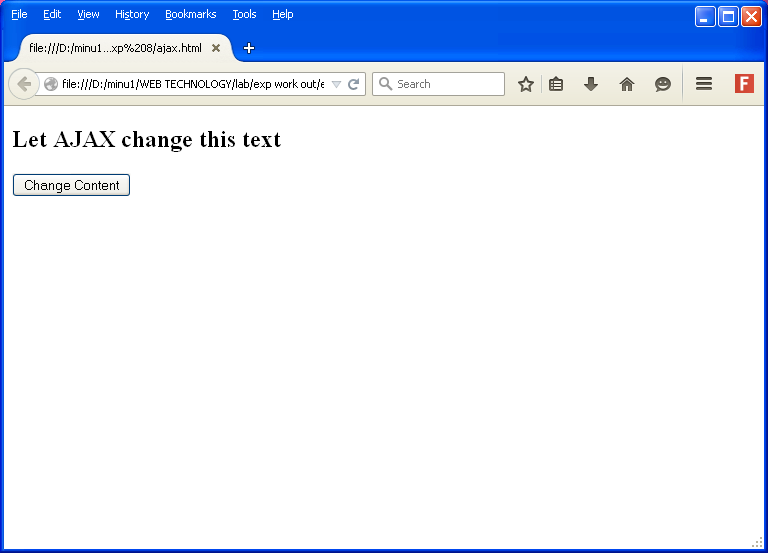 File Edit View History Bookmarks Tools Help
file:///D:/minu1...xp%208/ajax.html
file:///D:/minu1/WEB TECHNOLOGY/lab/exp work out/e
Search
F
Let AJAX change this text
Change Content